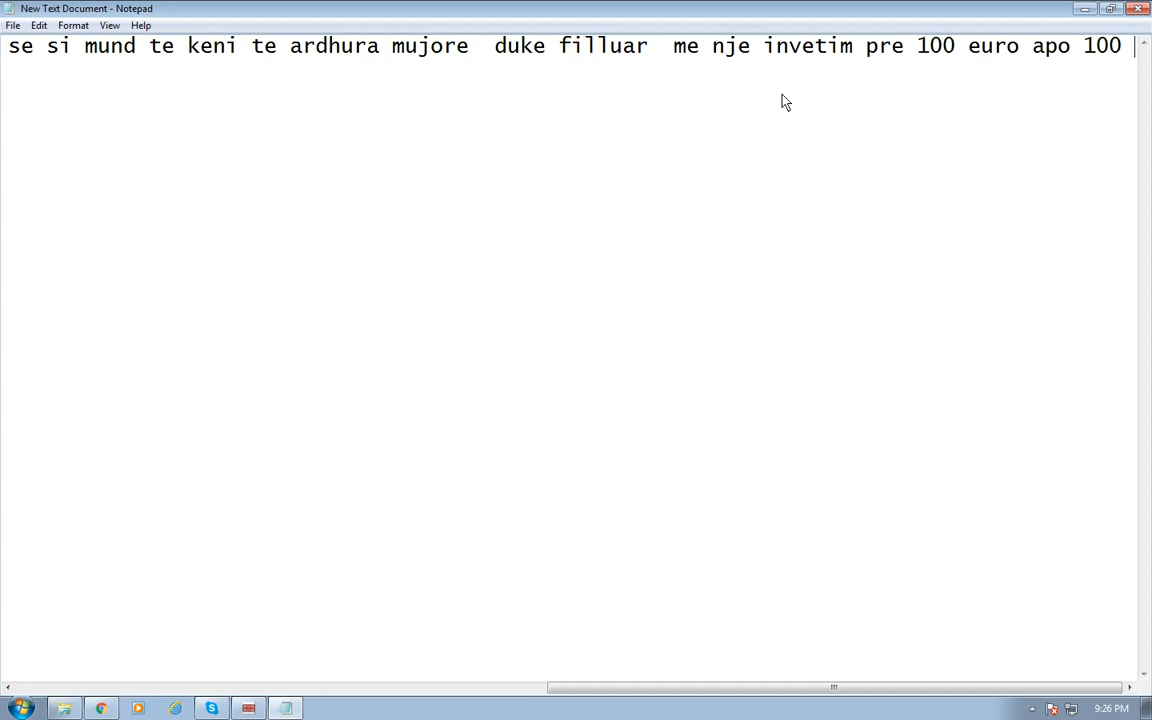 New Text Document - Notepad
File Edit Format View Help
se si mund te keni te ardhura mujore  duke filluar  me nje invetim pre 100 euro apo 100
9:26 PM